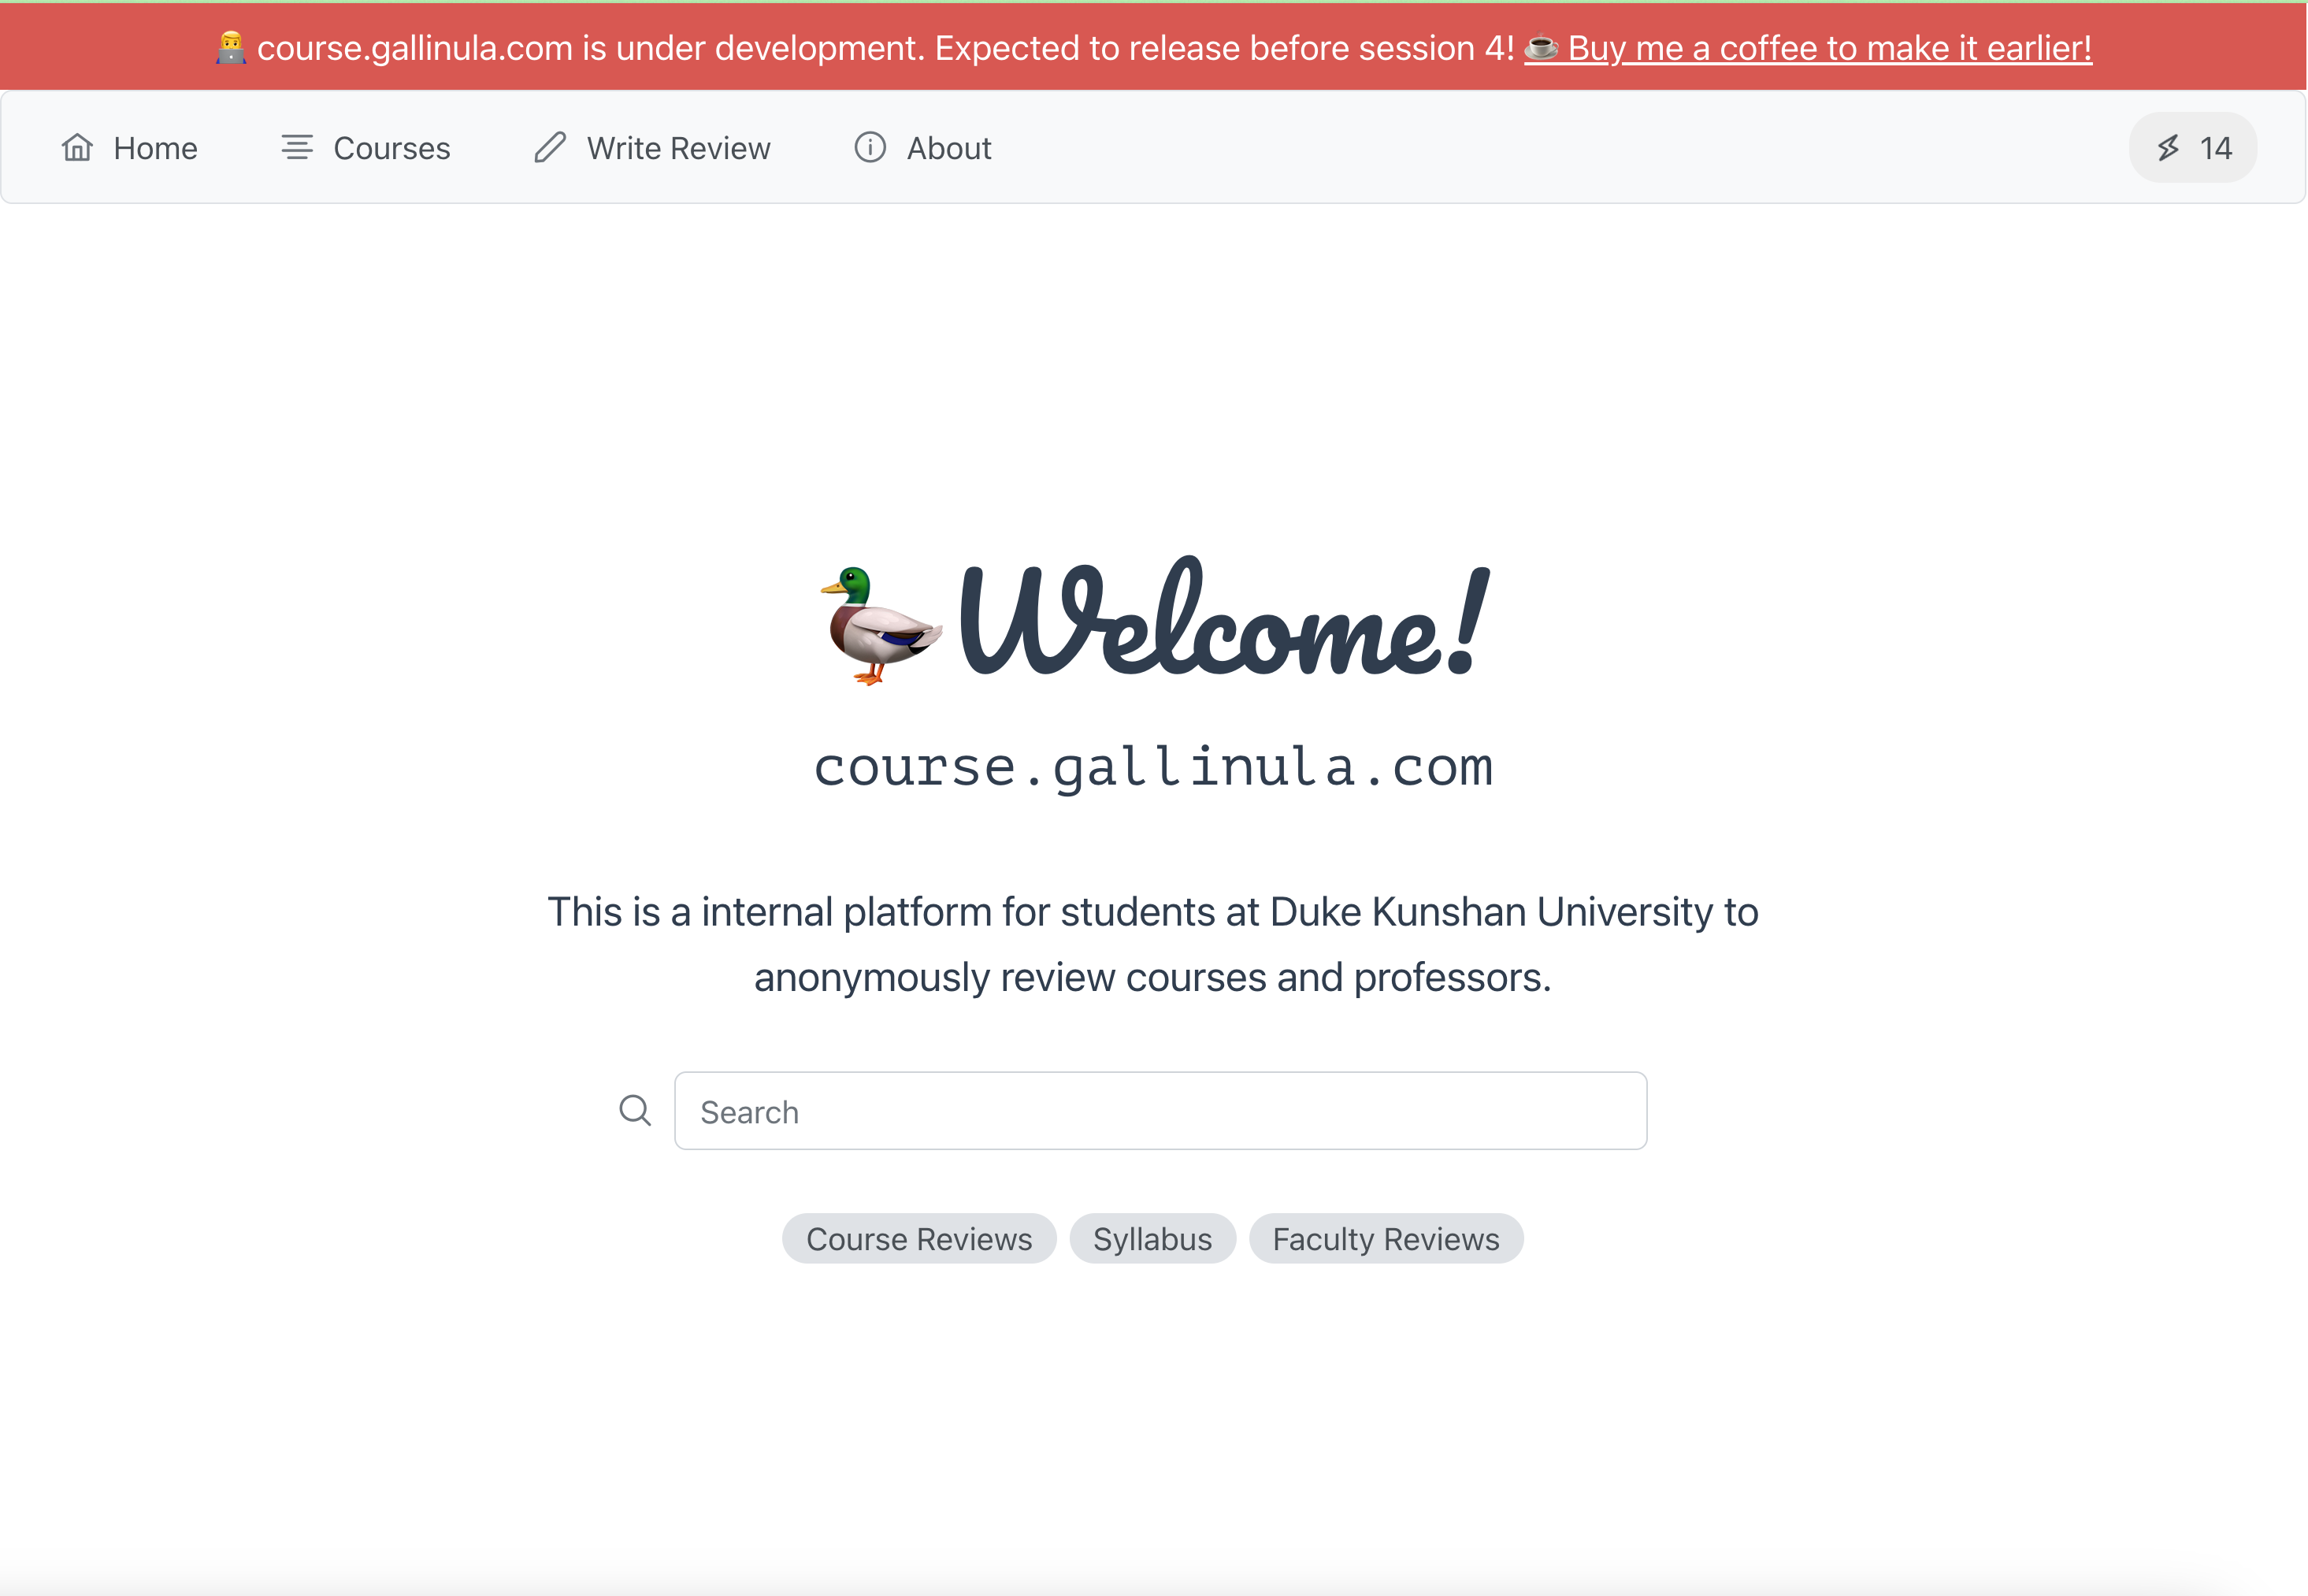 course.gallinula.com is under development. Expected to release before session 4! Buy me a coffee to make it earlier!
Home Courses Write Review About 14
Welcome!
course.gallinula.com
This is a internal platform for students at Duke Kunshan University to
anonymously review courses and professors.
Search
Course Reviews Syllabus Faculty Reviews